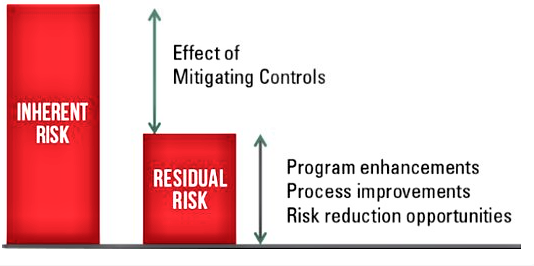 INHERENT
RISK
Effect of
Mitigating Controls
RESIDUAL
RISK
Program enhancements
Process improvements
Risk reduction opportunities